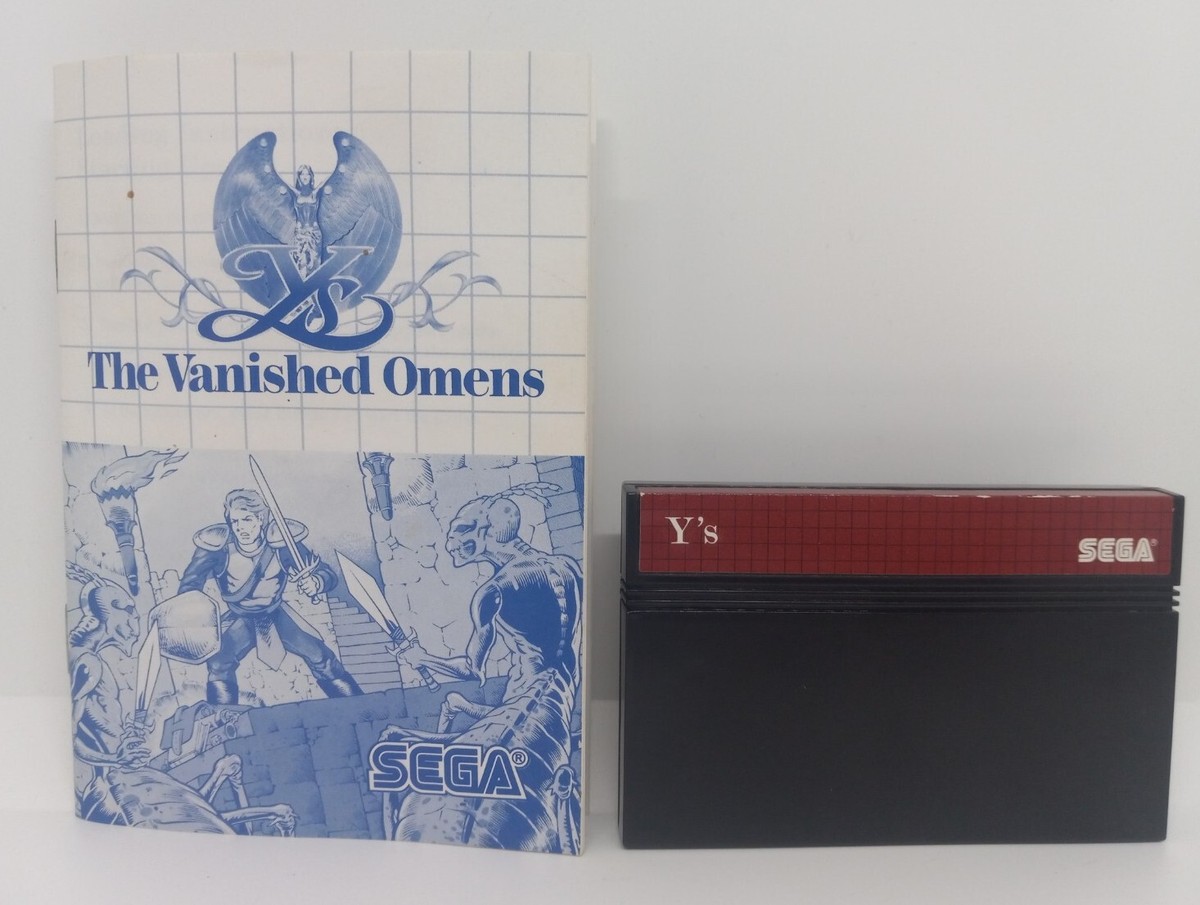 Ys
The Vanished Omens
SEGA®
Y's
SEGA®